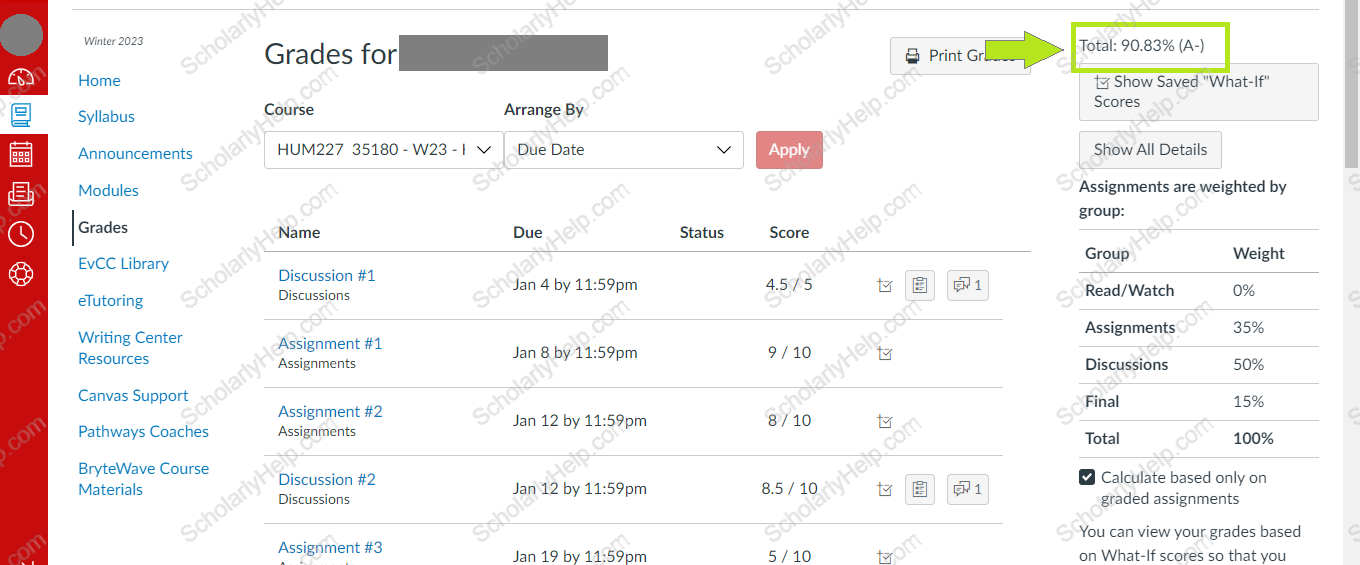 Winter 2023
Home
Syllabus
Announcements
Modules
Grades
EvCC Library
eTutoring
Writing Center
Resources
Canvas Support
Pathways Coaches
BryteWave Course
Materials
Grades for
Print Grades
Course
Arrange By
HUM227 35180 - W23 - H
Due Date
Apply
Name Due Status Score
Discussion #1 Jan 4 by 11:59pm 4.5 / 5 1
Discussions
Assignment #1 Jan 8 by 11:59pm 9 / 10
Assignments
Assignment #2 Jan 12 by 11:59pm 8 / 10
Assignments
Discussion #2 Jan 12 by 11:59pm 8.5 / 10 1
Discussions
Assignment #3 Jan 19 by 11:59pm 5 / 10
Total: 90.83% (A-)
Show Saved "What-If"
Scores
Show All Details
Assignments are weighted by
group:
Group Weight
Read/Watch 0%
Assignments 35%
Discussions 50%
Final 15%
Total 100%
Calculate based only on
graded assignments
You can view your grades based
on What-If scores so that you
ScholarlyHelp.com